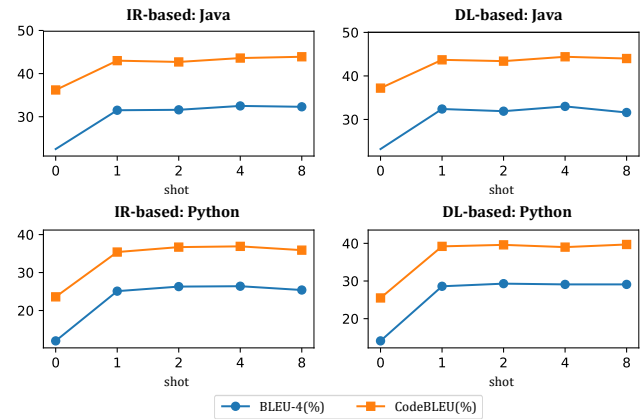 IR-based: Java
50
40
30
0 1 2 4 8
shot
DL-based: Java
50
40
30
0 1 2 4 8
shot
IR-based: Python
40
30
20
0 1 2 4 8
shot
DL-based: Python
40
30
20
0 1 2 4 8
shot
BLEU-4(%) CodeBLEU(%)